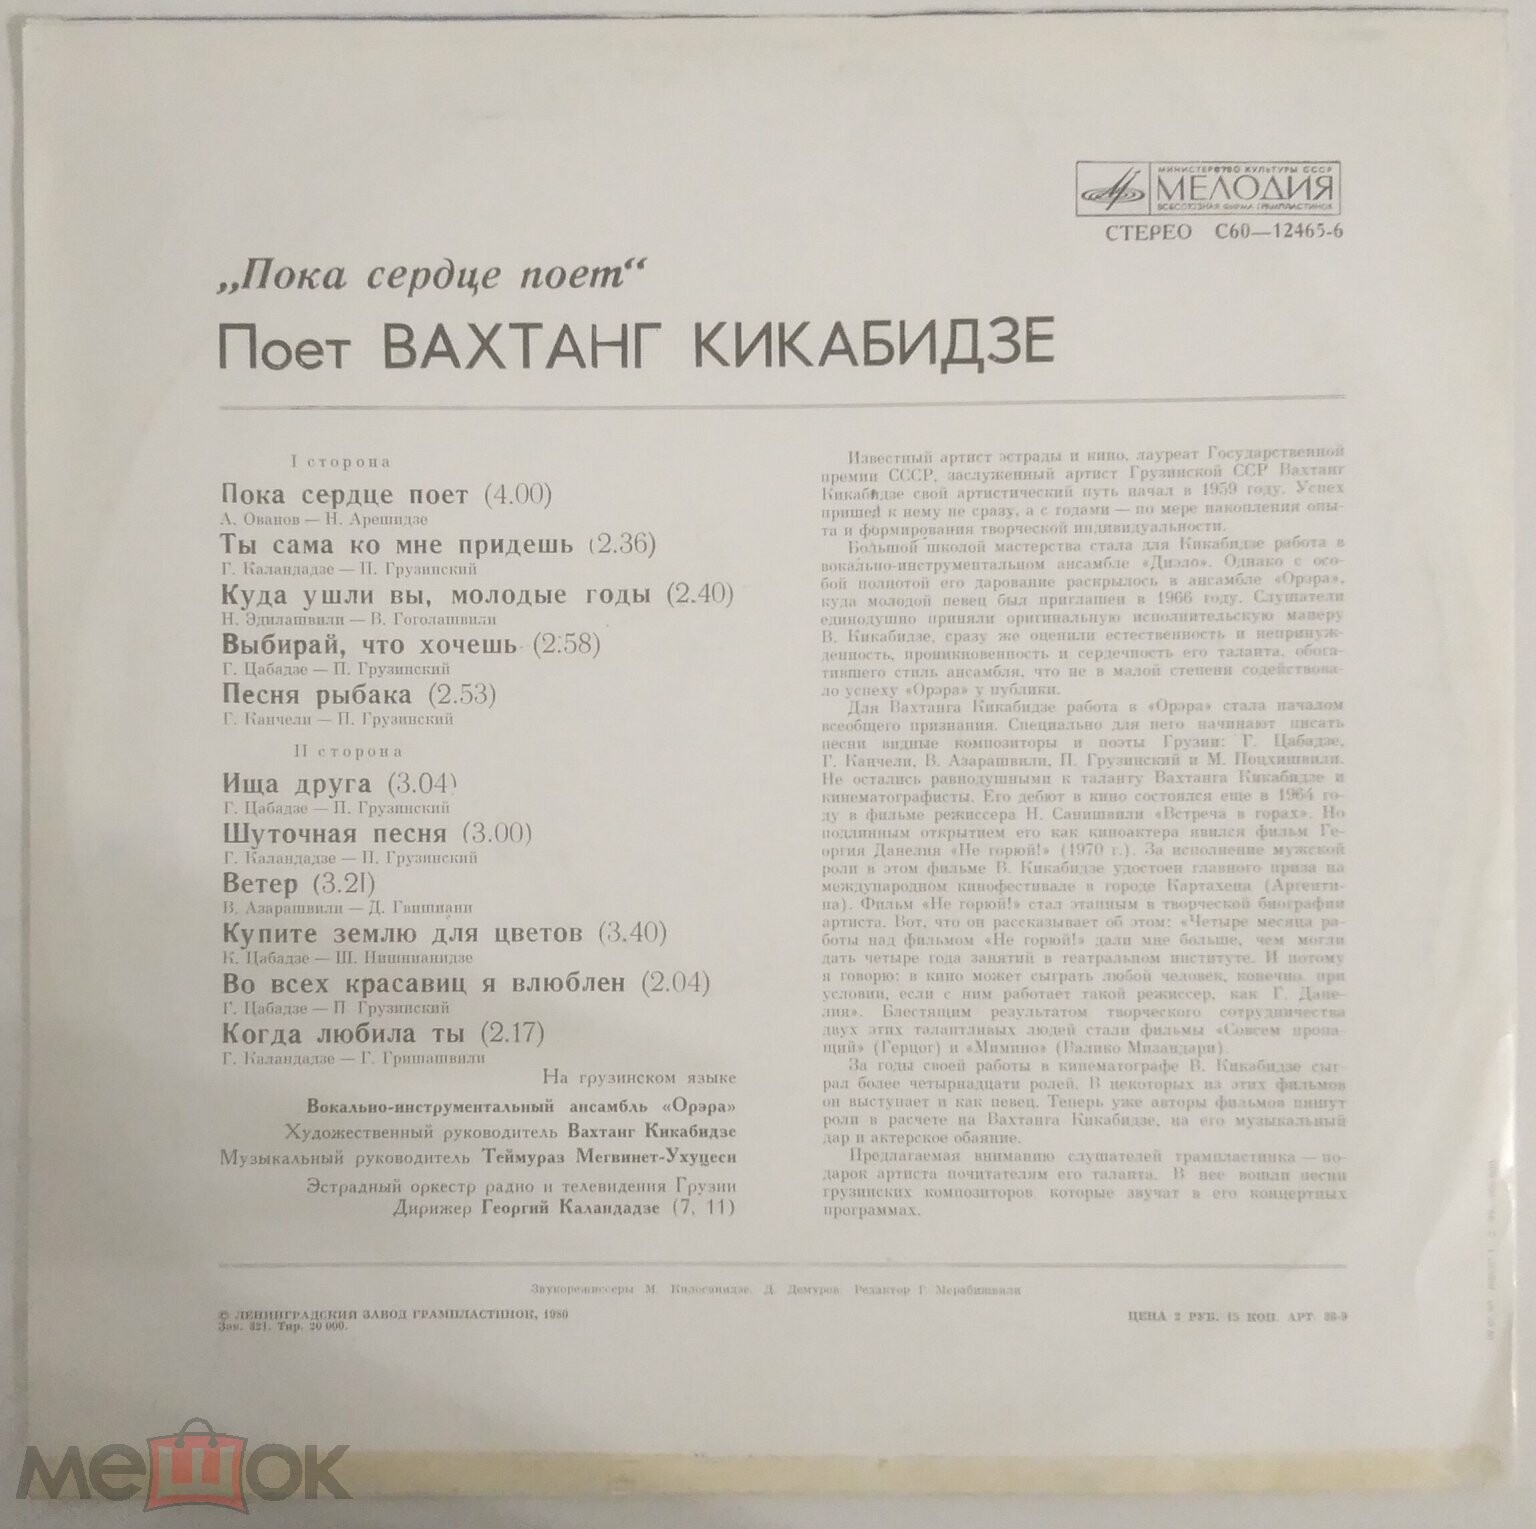 МИНИСТЕРСТВО КУЛЬТУРЫ СССР
МЕЛОДИЯ
ВСЕСОЮЗНАЯ ФИРМА ГРАМПЛАСТИНОК
СТЕРЕО С60—12465-6
„Пока сердце поет“
Поет ВАХТАНГ КИКАБИДЗЕ
I сторона
Пока сердце поет (4.00)
А. Ованов — Н. Арешидзе
Ты сама ко мне придешь (2.36)
Г. Каландадзе — П. Грузинский
Куда ушли вы, молодые годы (2.40)
Н. Эдилашвили — В. Гоголашвили
Выбирай, что хочешь (2.58)
Г. Цабадзе — П. Грузинский
Песня рыбака (2.53)
Г. Канчели — П. Грузинский
II сторона
Ища друга (3.04)
Г. Цабадзе — П. Грузинский
Шуточная песня (3.00)
Г. Каландадзе — П. Грузинский
Ветер (3.21)
В. Азарашвили — Д. Гвишиани
Купите землю для цветов (3.40)
К. Цабадзе — Ш. Нишнианидзе
Во всех красавиц я влюблен (2.04)
Г. Цабадзе — П Грузинский
Когда любила ты (2.17)
Г. Каландадзе — Г. Гришашвили
На грузинском языке
Вокально-инструментальный ансамбль «Орэра»
Художественный руководитель Вахтанг Кикабидзе
Музыкальный руководитель Теймураз Мегвинет-Ухуцеси
Эстрадный оркестр радио и телевидения Грузии
Дирижер Георгий Каландадзе (7, 11)
Известный артист эстрады и кино, лауреат Государственной
премии СССР, заслуженный артист Грузинской ССР Вахтанг
Кикабидзе свой артистический путь начал в 1959 году. Успех
пришел к нему не сразу, а с годами — по мере накопления опы-
та и формирования творческой индивидуальности.
Большой школой мастерства стала для Кикабидзе работа в
вокально-инструментальном ансамбле «Диэло». Однако с осо-
бой полнотой его дарование раскрылось в ансамбле «Орэра»,
куда молодой певец был приглашен в 1966 году. Слушатели
единодушно приняли оригинальную исполнительскую манеру
В. Кикабидзе, сразу же оценили естественность и непринуж-
денность, проникновенность и сердечность его таланта, обога-
тившего стиль ансамбля, что не в малой степени содействова-
ло успеху «Орэра» у публики.
Для Вахтанга Кикабидзе работа в «Орэра» стала началом
всеобщего признания. Специально для него начинают писать
песни видные композиторы и поэты Грузии: Г. Цабадзе,
Г. Канчели, В. Азарашвили, П. Грузинский и М. Поцхишвили.
Не остались равнодушными к таланту Вахтанга Кикабидзе и
кинематографисты. Его дебют в кино состоялся еще в 1964 го-
ду в фильме режиссера Н. Санишвили «Встреча в горах». Но
подлинным открытием его как киноактера явился фильм Ге-
оргия Данелия «Не горюй!» (1970 г.). За исполнение мужской
роли в этом фильме В. Кикабидзе удостоен главного приза на
международном кинофестивале в городе Картахена (Аргенти-
на). Фильм «Не горюй!» стал этапным в творческой биографии
артиста. Вот, что он рассказывает об этом: «Четыре месяца ра-
боты над фильмом «Не горюй!» дали мне больше, чем могли
дать четыре года занятий в театральном институте. И потому
я говорю: в кино может сыграть любой человек, конечно, при
условии, если с ним работает такой режиссер, как Г. Дане-
лия». Блестящим результатом творческого сотрудничества
двух этих талантливых людей стали фильмы «Совсем пропа-
щий» (Герцог) и «Мимино» (Валико Мизандари).
За годы своей работы в кинематографе В. Кикабидзе сыг-
рал более четырнадцати ролей. В некоторых из этих фильмов
он выступает и как певец. Теперь уже авторы фильмов пишут
роли в расчете на Вахтанга Кикабидзе, на его музыкальный
дар и актерское обаяние.
Предлагаемая вниманию слушателей грампластинка — по-
дарок артиста почитателям его таланта. В нее вошли песни
грузинских композиторов, которые звучат в его концертных
программах.
Звукорежиссеры М. Килосанидзе, Д. Демуров. Редактор Г. Мерабишвили
© ЛЕНИНГРАДСКИЙ ЗАВОД ГРАМПЛАСТИНОК, 1980
Зак. 321. Тир. 20 000.
ЦЕНА 2 РУБ. 15 КОП. АРТ. 36-9
мешок